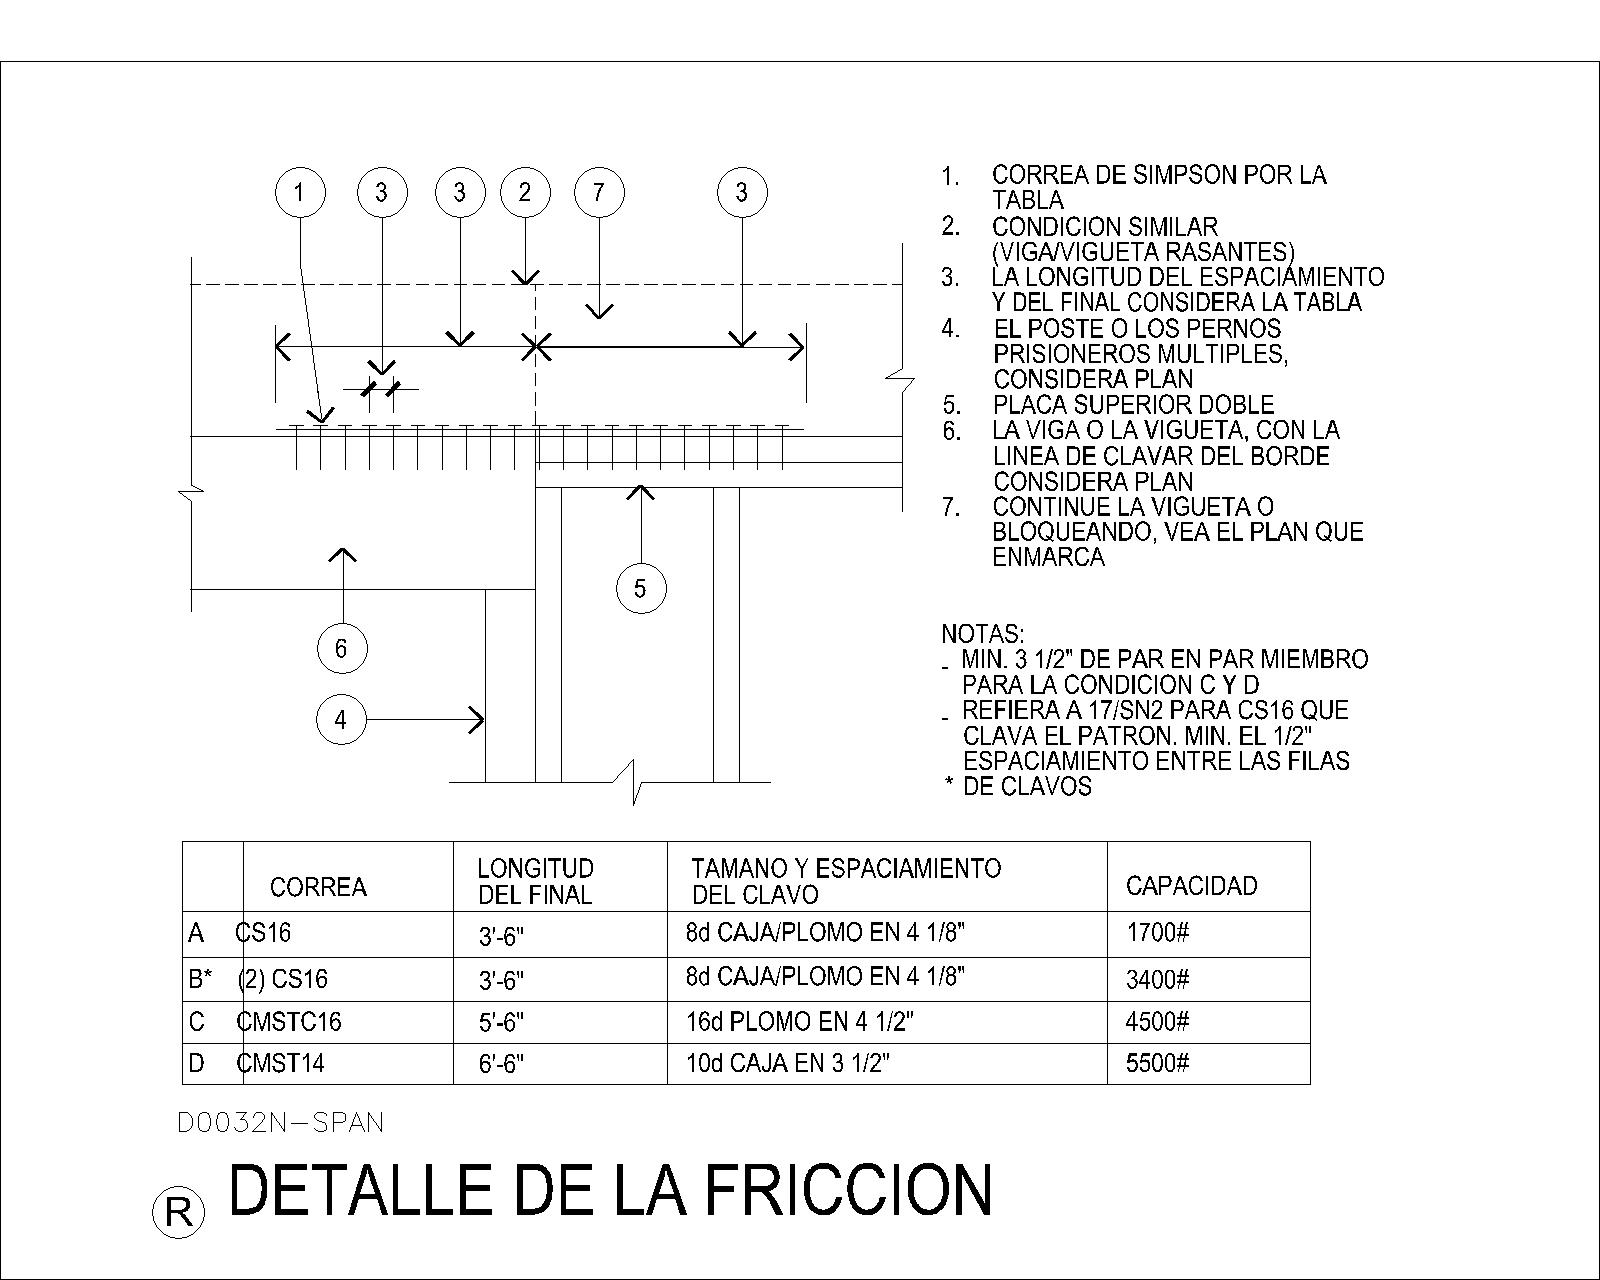 1 3 3 2 7 3
1. CORREA DE SIMPSON POR LA
TABLA
2. CONDICION SIMILAR
(VIGA/VIGUETA RASANTES)
3. LA LONGITUD DEL ESPACIAMIENTO
Y DEL FINAL CONSIDERA LA TABLA
4. EL POSTE O LOS PERNOS
PRISIONEROS MULTIPLES,
CONSIDERA PLAN
5. PLACA SUPERIOR DOBLE
6. LA VIGA O LA VIGUETA, CON LA
LINEA DE CLAVAR DEL BORDE
CONSIDERA PLAN
7. CONTINUE LA VIGUETA O
BLOQUEANDO, VEA EL PLAN QUE
ENMARCA
5
6
4
NOTAS:
- MIN. 3 1/2" DE PAR EN PAR MIEMBRO
PARA LA CONDICION C Y D
- REFIERA A 17/SN2 PARA CS16 QUE
CLAVA EL PATRON. MIN. EL 1/2"
ESPACIAMIENTO ENTRE LAS FILAS
* DE CLAVOS
CORREA LONGITUD DEL FINAL TAMANO Y ESPACIAMIENTO DEL CLAVO CAPACIDAD
A CS16 3'-6" 8d CAJA/PLOMO EN 4 1/8" 1700#
B* (2) CS16 3'-6" 8d CAJA/PLOMO EN 4 1/8" 3400#
C CMSTC16 5'-6" 16d PLOMO EN 4 1/2" 4500#
D CMST14 6'-6" 10d CAJA EN 3 1/2" 5500#
D0032N-SPAN
R DETALLE DE LA FRICCION